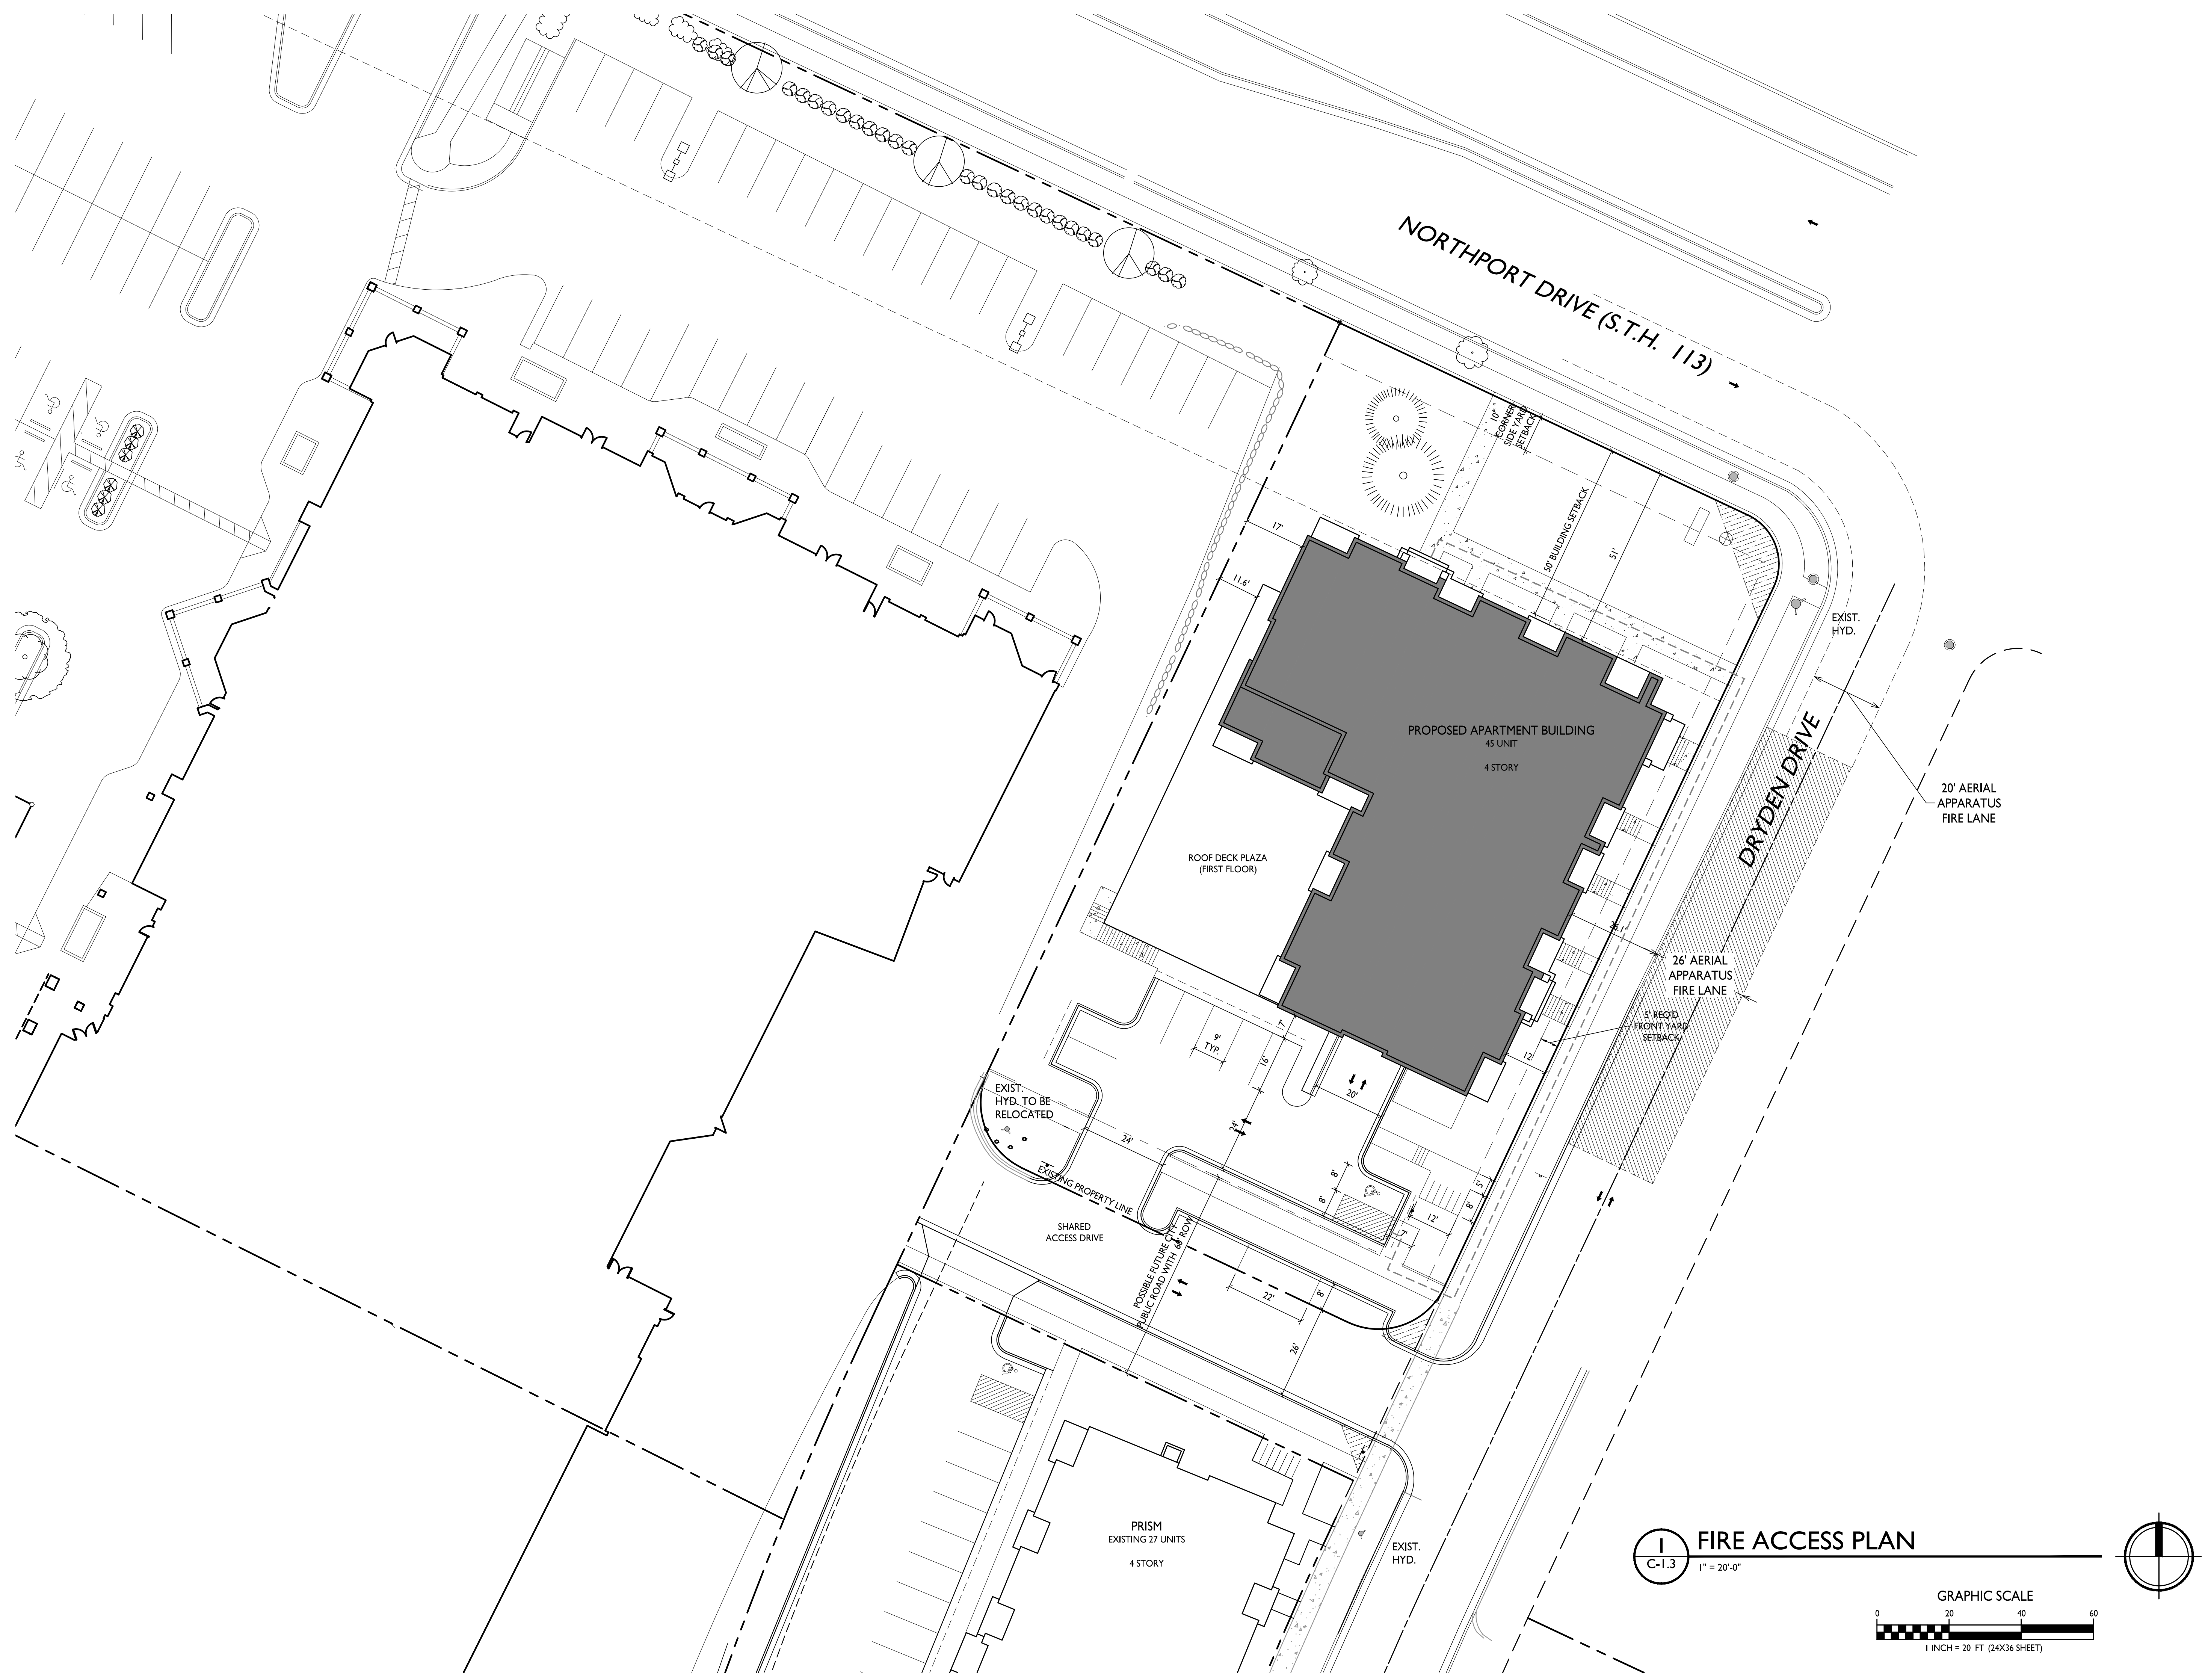 NORTHPORT DRIVE (S.T.H. 113)
10'
CORNER
SIDE YARD
SETBACK
50' BUILDING SETBACK
51'
17'
11.6'
EXIST.
HYD.
PROPOSED APARTMENT BUILDING
45 UNIT
4 STORY
DRYDEN DRIVE
20' AERIAL
APPARATUS
FIRE LANE
ROOF DECK PLAZA
(FIRST FLOOR)
26' AERIAL
APPARATUS
FIRE LANE
5' REQ'D
FRONT YARD
SETBACK
12'
7'
9'
TYP.
16'
20'
EXIST.
HYD. TO BE
RELOCATED
24'
24'
EXISTING PROPERTY LINE
8'
8'
5'
8'
12'
7'
SHARED
ACCESS DRIVE
POSSIBLE FUTURE CITY
PUBLIC ROAD WITH 66' ROW
22'
8'
26'
PRISM
EXISTING 27 UNITS
4 STORY
EXIST.
HYD.
1
C-1.3
FIRE ACCESS PLAN
1" = 20'-0"
GRAPHIC SCALE
0 20 40 60
1 INCH = 20 FT (24X36 SHEET)